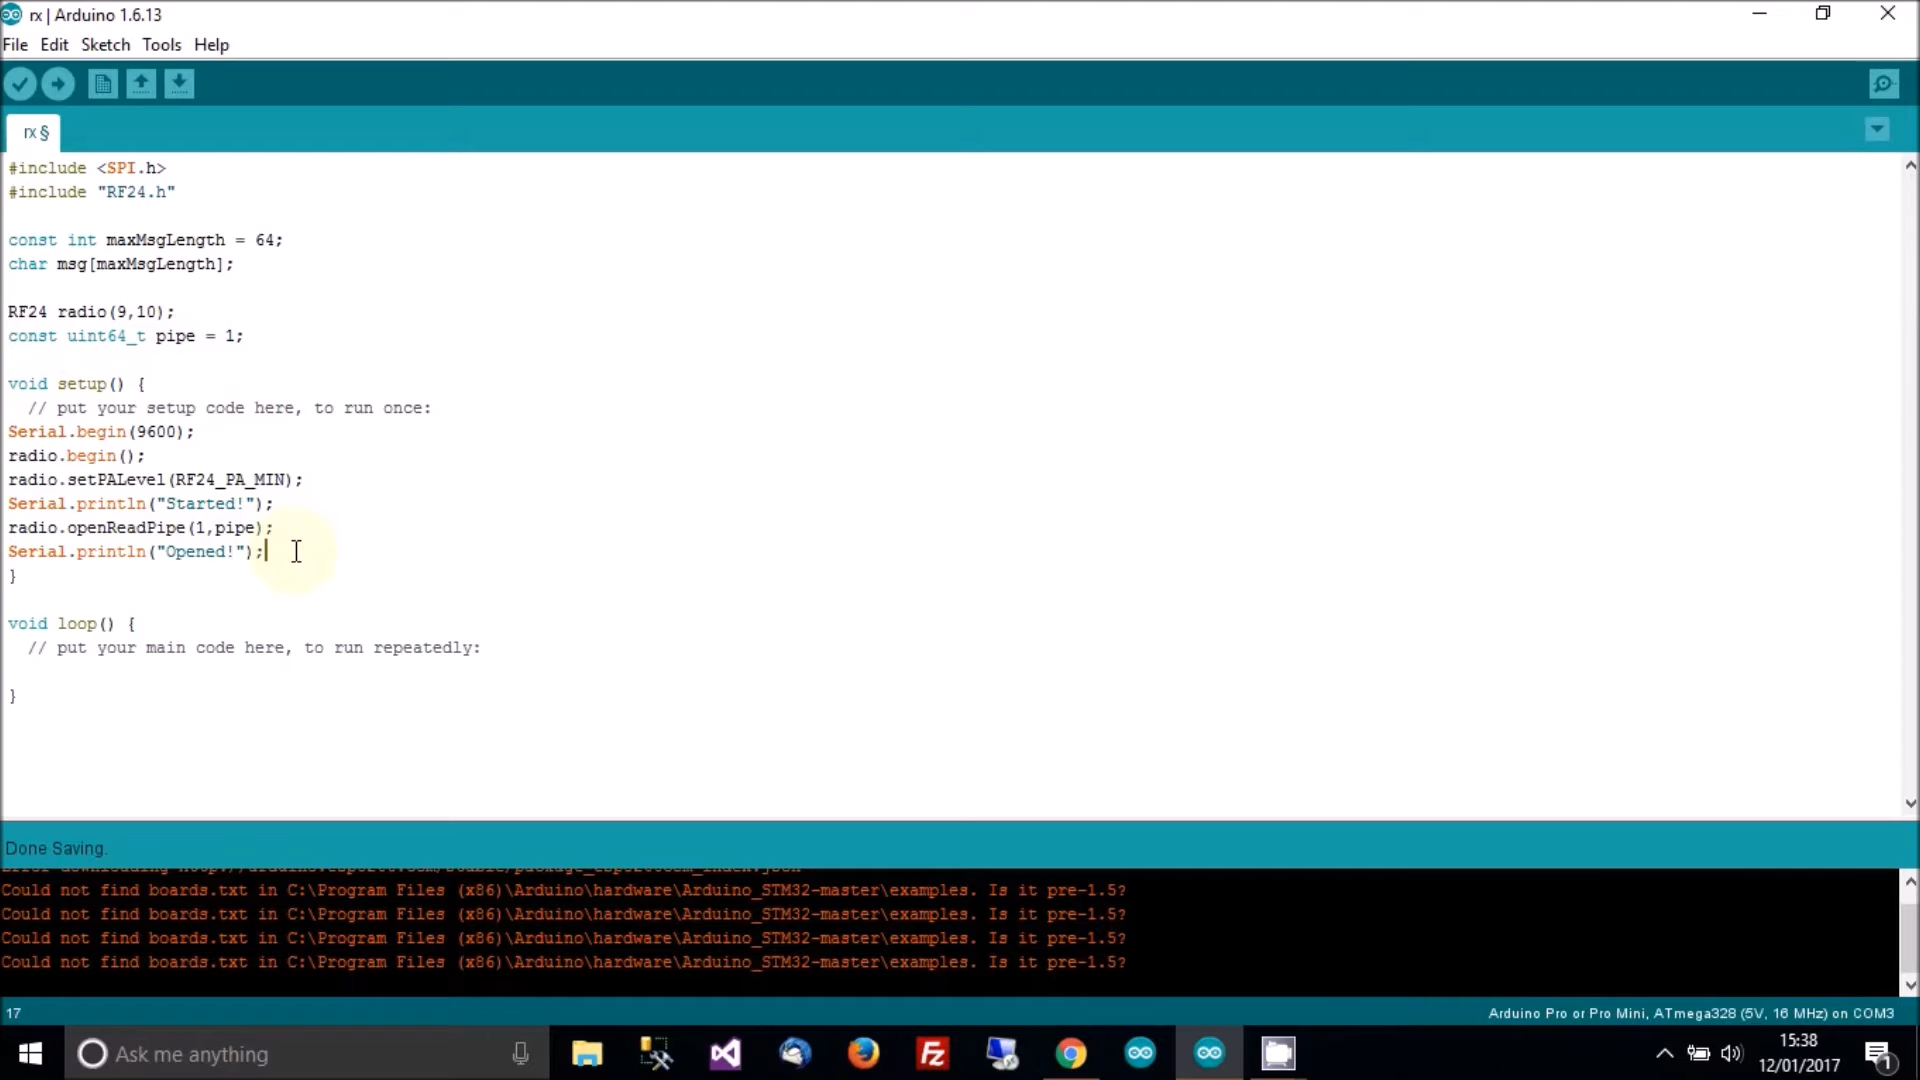 rx | Arduino 1.6.13
File Edit Sketch Tools Help
rx §
#include <SPI.h>
#include "RF24.h"
const int maxMsgLength = 64;
char msg[maxMsgLength];
RF24 radio(9,10);
const uint64_t pipe = 1;
void setup() {
// put your setup code here, to run once:
Serial.begin(9600);
radio.begin();
radio.setPALevel(RF24_PA_MIN);
Serial.println("Started!");
radio.openReadPipe(1,pipe);
Serial.println("Opened!");
}
void loop() {
// put your main code here, to run repeatedly:
}
Done Saving.
Could not find boards.txt in C:\Program Files (x86)\Arduino\hardware\Arduino_STM32-master\examples. Is it pre-1.5?
Could not find boards.txt in C:\Program Files (x86)\Arduino\hardware\Arduino_STM32-master\examples. Is it pre-1.5?
Could not find boards.txt in C:\Program Files (x86)\Arduino\hardware\Arduino_STM32-master\examples. Is it pre-1.5?
Could not find boards.txt in C:\Program Files (x86)\Arduino\hardware\Arduino_STM32-master\examples. Is it pre-1.5?
17
Arduino Pro or Pro Mini, ATmega328 (5V, 16 MHz) on COM3
Ask me anything
Fz
15:38
12/01/2017
1